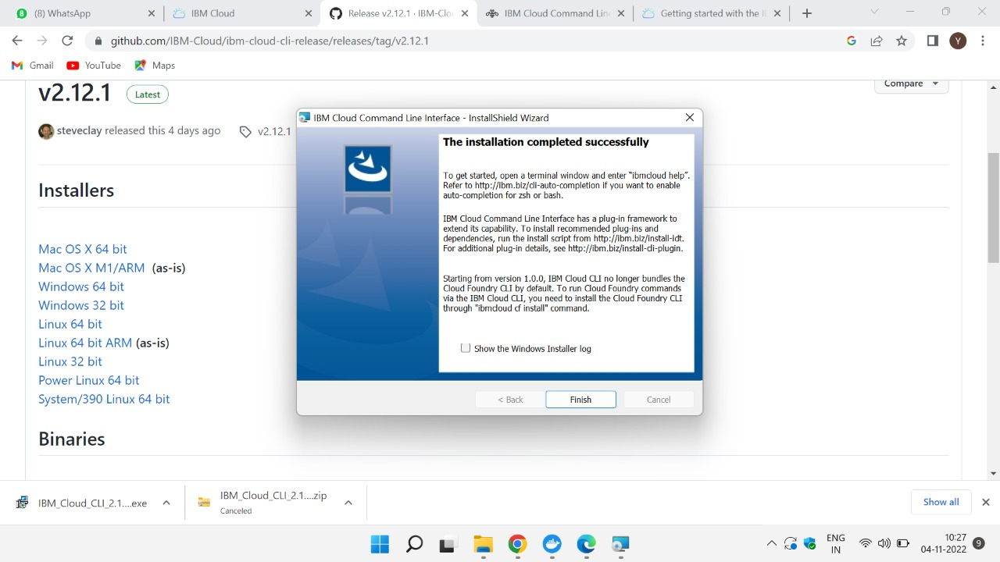 (8) WhatsApp
IBM Cloud
Release v2.12.1 · IBM-Clou
IBM Cloud Command Line
Getting started with the I
github.com/IBM-Cloud/ibm-cloud-cli-release/releases/tag/v2.12.1
Y
Gmail
YouTube
Maps
v2.12.1
Latest
Compare
steveclay released this 4 days ago
v2.12.1
Installers
Mac OS X 64 bit
Mac OS X M1/ARM (as-is)
Windows 64 bit
Windows 32 bit
Linux 64 bit
Linux 64 bit ARM (as-is)
Linux 32 bit
Power Linux 64 bit
System/390 Linux 64 bit
Binaries
IBM Cloud Command Line Interface - InstallShield Wizard
The installation completed successfully
To get started, open a terminal window and enter “ibmcloud help”.
Refer to http://ibm.biz/cli-auto-completion if you want to enable
auto-completion for zsh or bash.
IBM Cloud Command Line Interface has a plug-in framework to
extend its capability. To install recommended plug-ins and
dependencies, run the install script from http://ibm.biz/install-idt.
For additional plug-in details, see http://ibm.biz/install-cli-plugin.
Starting from version 1.0.0, IBM Cloud CLI no longer bundles the
Cloud Foundry CLI by default. To run Cloud Foundry commands
via the IBM Cloud CLI, you need to install the Cloud Foundry CLI
through "ibmcloud cf install" command.
Show the Windows Installer log
< Back
Finish
Cancel
IBM_Cloud_CLI_2.1....exe
IBM_Cloud_CLI_2.1....zip
Canceled
Show all
ENG
IN
10:27
04-11-2022
9